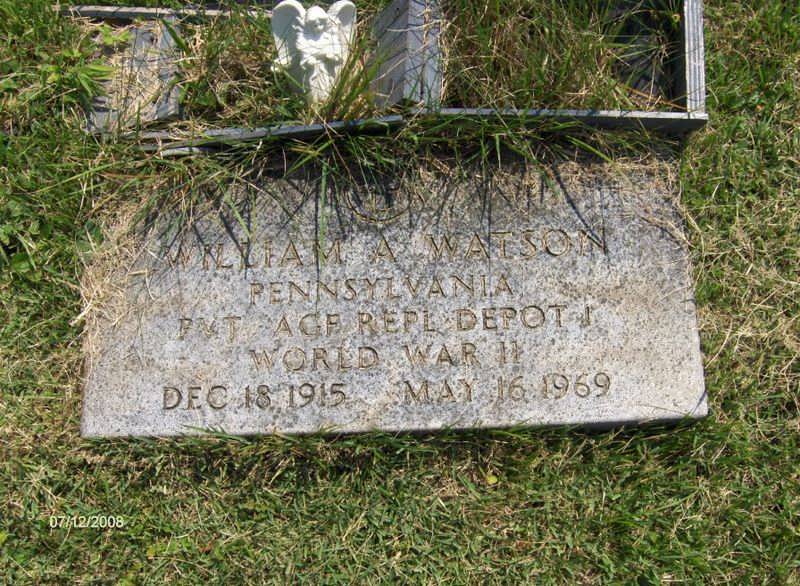 WILLIAM A WATSON
PENNSYLVANIA
PVT AGF REPL DEPOT 1
WORLD WAR II
DEC 18 1915 MAY 16 1969
07/12/2008